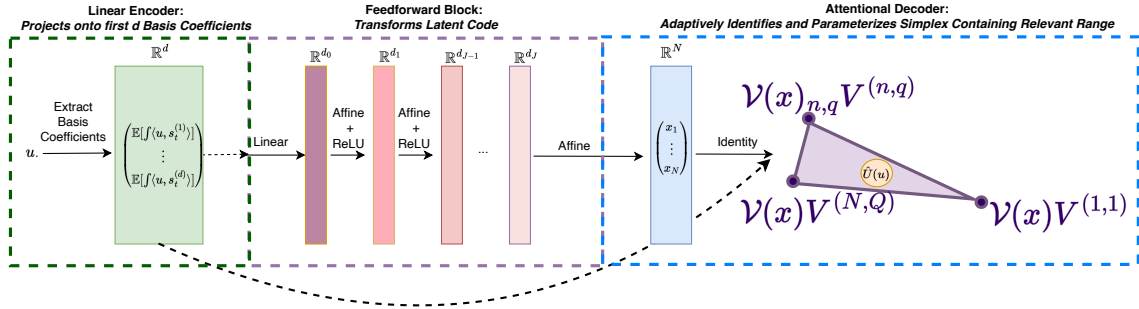 Linear Encoder:
Projects onto first d Basis Coefficients
Feedforward Block:
Transforms Latent Code
Attentional Decoder:
Adaptively Identifies and Parameterizes Simplex Containing Relevant Range
ℝ^d
ℝ^{d_0}
ℝ^{d_1}
ℝ^{d_{J-1}}
ℝ^{d_J}
ℝ^N
u.
Extract
Basis
Coefficients
𝔼[∫⟨u, s_t^{(1)}⟩]
⋮
𝔼[∫⟨u, s_t^{(d)}⟩]
Linear
Affine
+
ReLU
Affine
+
ReLU
...
Affine
x_1
⋮
x_N
Identity
𝒱(x)_{n,q}V^{(n,q)}
Û(u)
𝒱(x)V^{(N,Q)}
𝒱(x)V^{(1,1)}